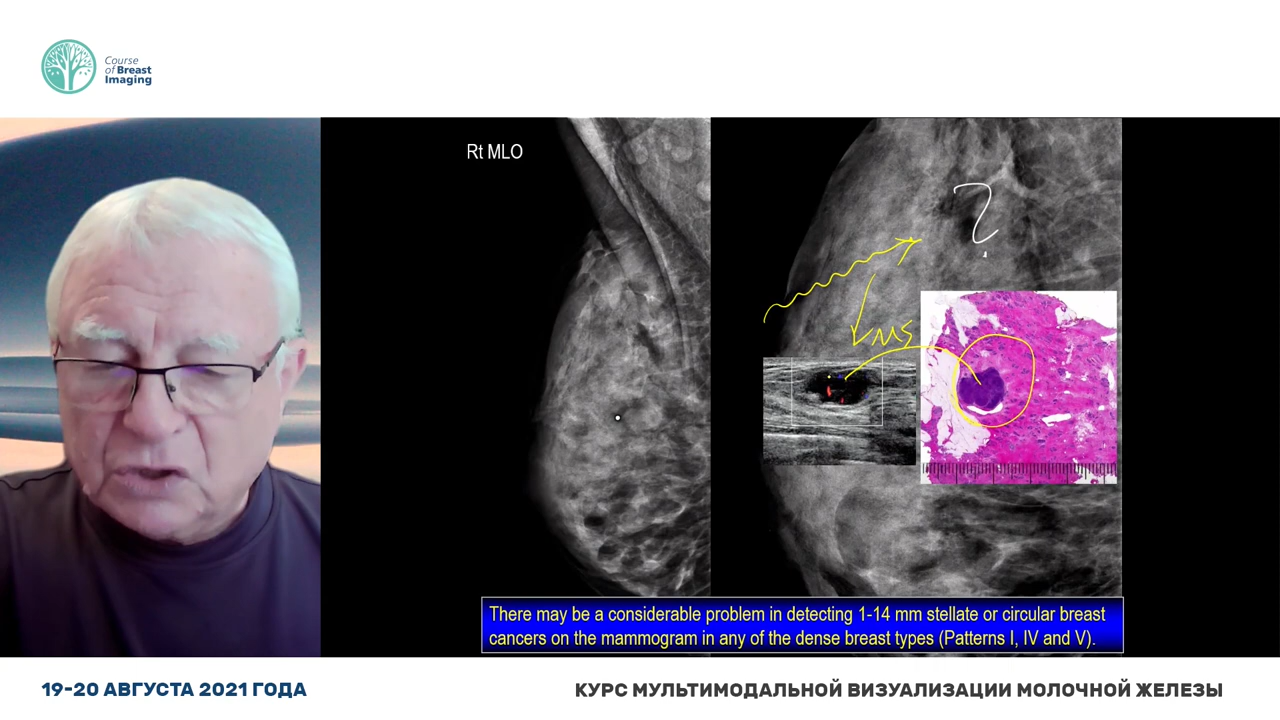 Course
of Breast
Imaging
Rt MLO
?
There may be a considerable problem in detecting 1-14 mm stellate or circular breast
cancers on the mammogram in any of the dense breast types (Patterns I, IV and V).
19-20 АВГУСТА 2021 ГОДА
КУРС МУЛЬТИМОДАЛЬНОЙ ВИЗУАЛИЗАЦИИ МОЛОЧНОЙ ЖЕЛЕЗЫ